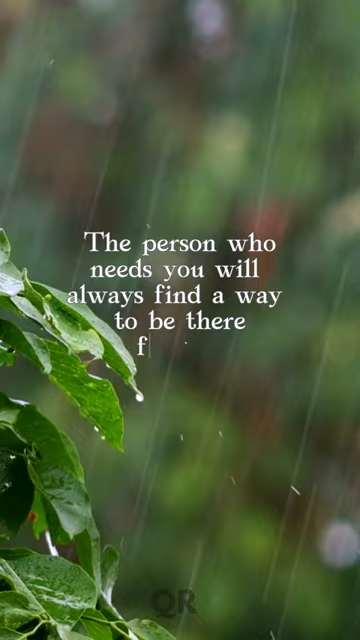 The person who
needs you will
always find a way
to be there
f
QR